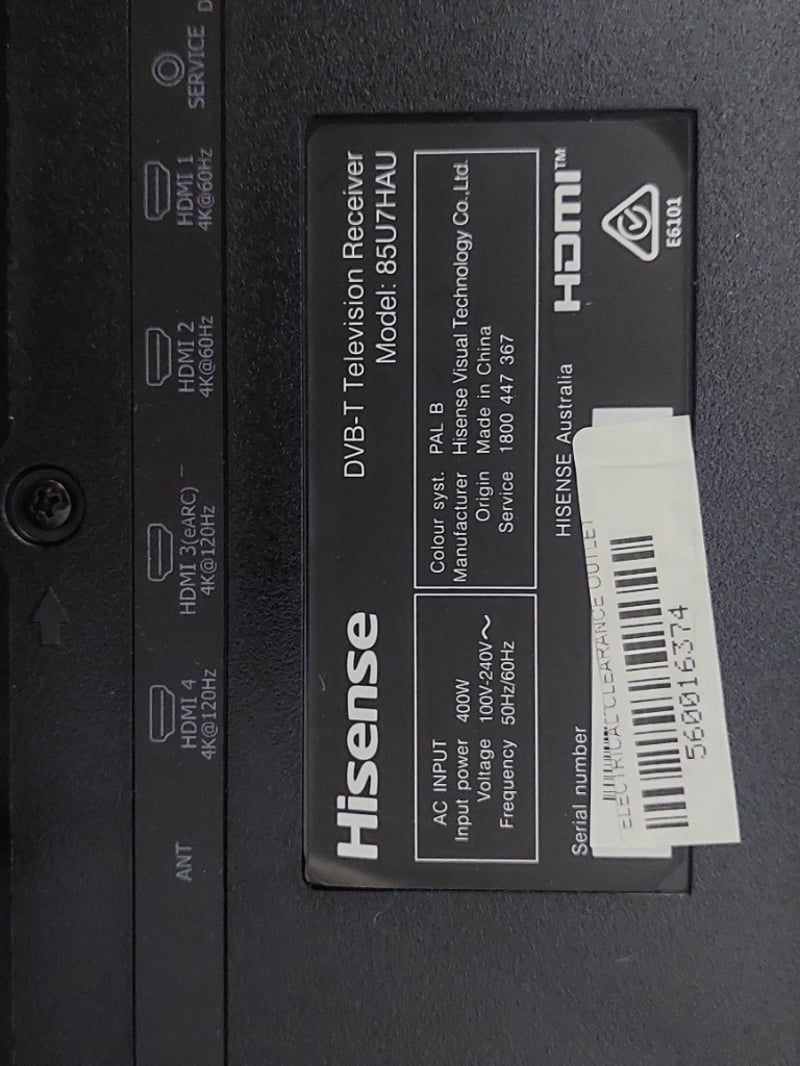 ANT
HDMI 4
4K@120Hz
HDMI 3(eARC)
4K@120Hz
HDMI 2
4K@60Hz
HDMI 1
4K@60Hz
SERVICE
D
Hisense
DVB-T Television Receiver
Model: 85U7HAU
AC INPUT
Input power 400W
Voltage 100V-240V~
Frequency 50Hz/60Hz
Colour syst. PAL B
Manufacturer Hisense Visual Technology Co.,Ltd.
Origin Made in China
Service 1800 447 367
Serial number
HISENSE Australia
HDMI™
E6101
ELECTRICAL CLEARANCE OUTLET
560016374